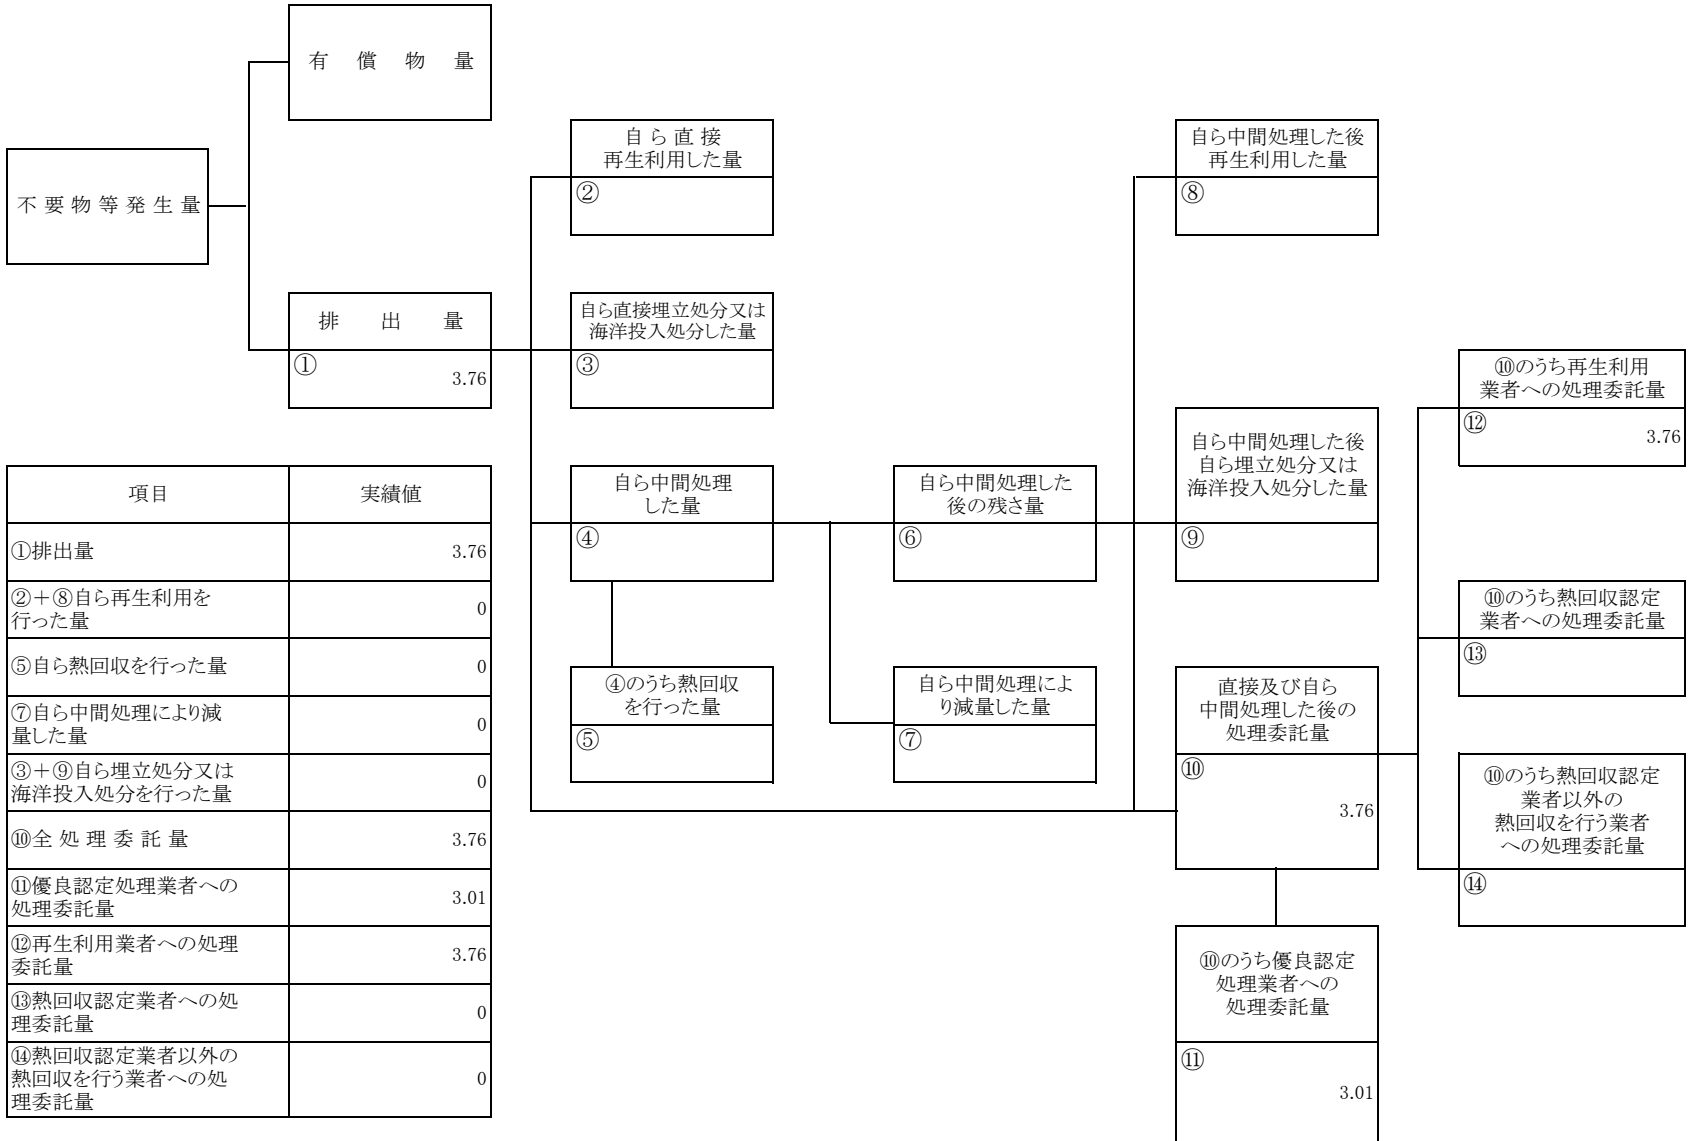 有 償 物 量
不 要 物 等 発 生 量
排 出 量
①
3.76
自 ら 直 接
再生利用した量
②
自ら直接埋立処分又は
海洋投入処分した量
③
自ら中間処理
した量
④
④のうち熱回収
を行った量
⑤
自ら中間処理した
後の残さ量
⑥
自ら中間処理によ
り減量した量
⑦
自ら中間処理した後
再生利用した量
⑧
自ら中間処理した後
自ら埋立処分又は
海洋投入処分した量
⑨
直接及び自ら
中間処理した後の
処理委託量
⑩
3.76
⑩のうち優良認定
処理業者への
処理委託量
⑪
3.01
⑩のうち再生利用
業者への処理委託量
⑫
3.76
⑩のうち熱回収認定
業者への処理委託量
⑬
⑩のうち熱回収認定
業者以外の
熱回収を行う業者
への処理委託量
⑭
項目 実績値
①排出量 3.76
②＋⑧自ら再生利用を
行った量 0
⑤自ら熱回収を行った量 0
⑦自ら中間処理により減
量した量 0
③＋⑨自ら埋立処分又は
海洋投入処分を行った量 0
⑩全 処 理 委 託 量 3.76
⑪優良認定処理業者への
処理委託量 3.01
⑫再生利用業者への処理
委託量 3.76
⑬熱回収認定業者への処
理委託量 0
⑭熱回収認定業者以外の
熱回収を行う業者への処
理委託量 0